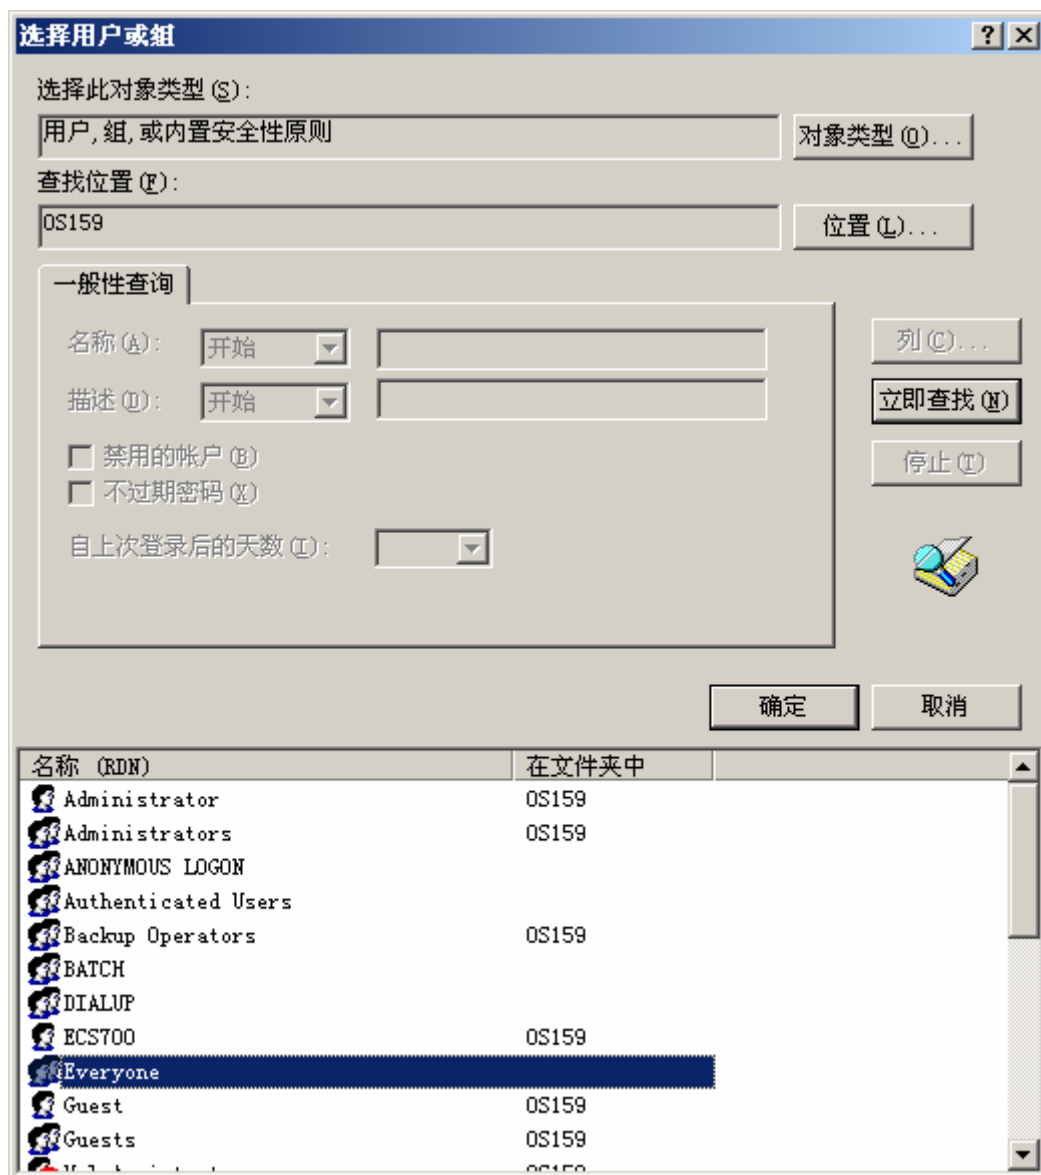 选择用户或组
选择此对象类型(S):
用户,组,或内置安全性原则
对象类型(O)...
查找位置(F):
OS159
位置(L)...
一般性查询
名称(A):
开始
列(C)...
描述(D):
开始
立即查找(N)
禁用的帐户(B)
停止(T)
不过期密码(X)
自上次登录后的天数(I):
确定
取消
名称 (RDN) 在文件夹中
Administrator OS159
Administrators OS159
ANONYMOUS LOGON
Authenticated Users
Backup Operators OS159
BATCH
DIALUP
ECS700 OS159
Everyone
Guest OS159
Guests OS159
OS159